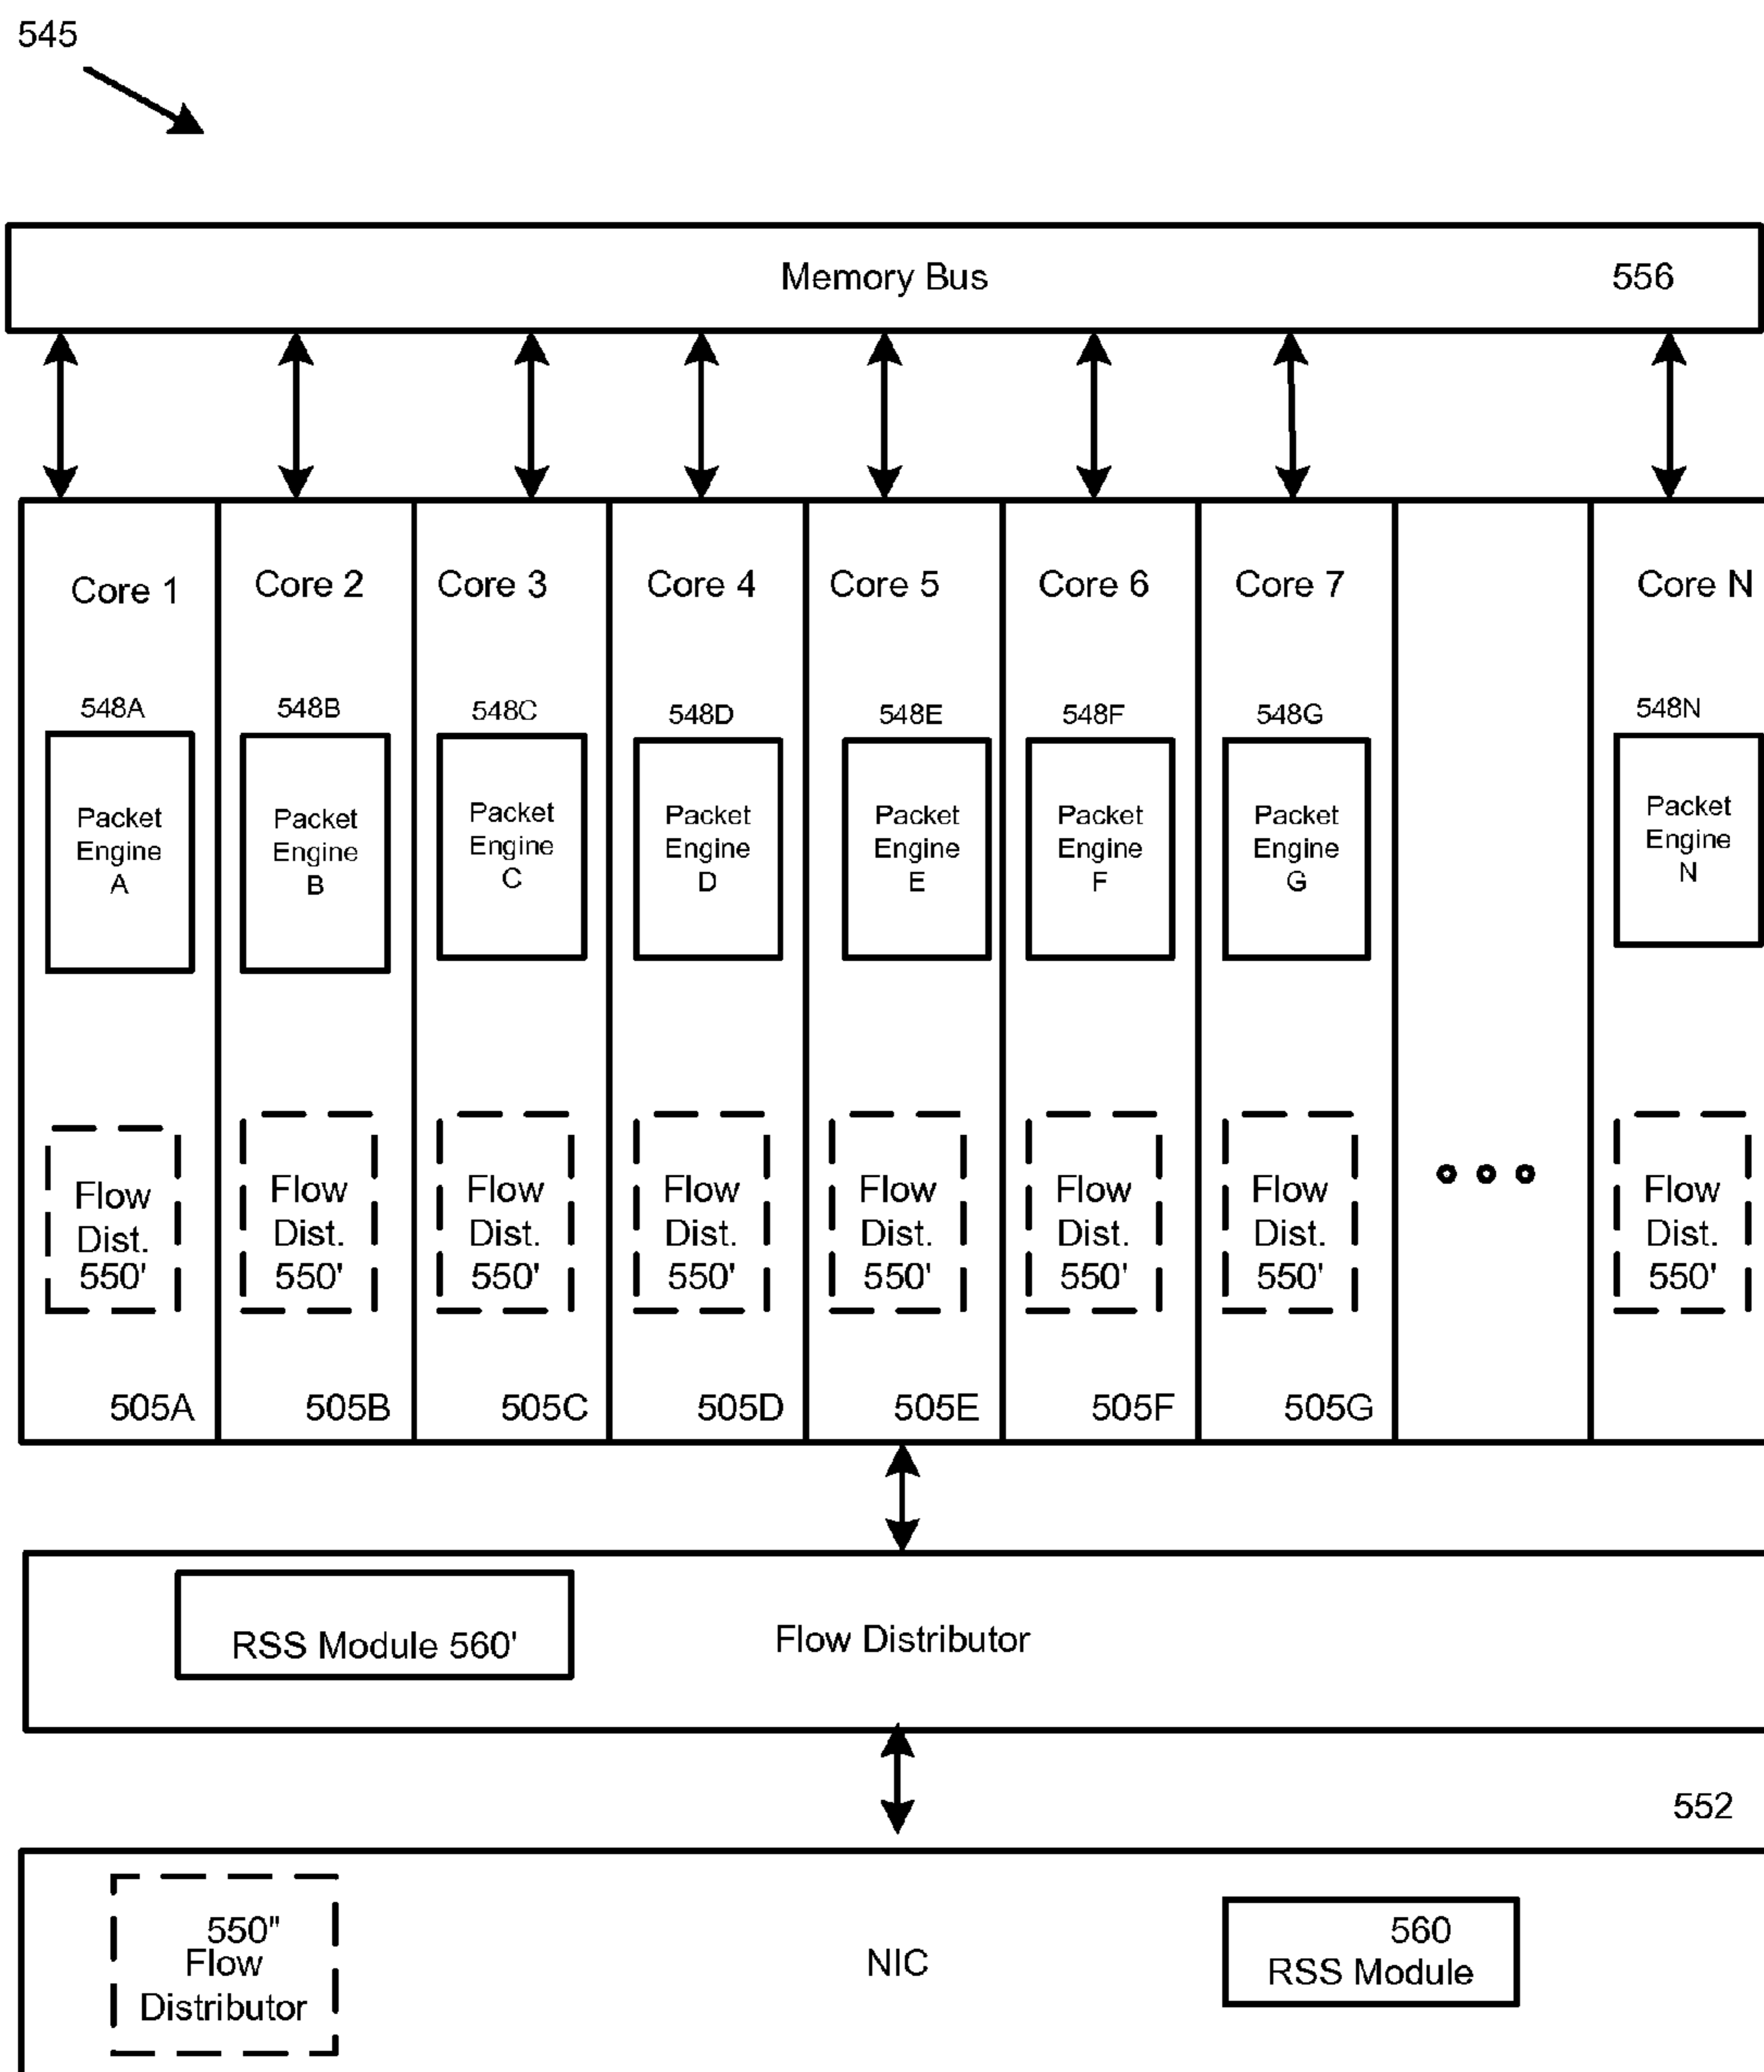 545
Memory Bus 556
Core 1 Core 2 Core 3 Core 4 Core 5 Core 6 Core 7 Core N
548A 548B 548C 548D 548E 548F 548G 548N
Packet Packet Packet Packet Packet Packet Packet Packet
Engine Engine Engine Engine Engine Engine Engine Engine
A B C D E F G N
Flow Flow Flow Flow Flow Flow Flow Flow
Dist. Dist. Dist. Dist. Dist. Dist. Dist. Dist.
550' 550' 550' 550' 550' 550' 550' 550'
505A 505B 505C 505D 505E 505F 505G
RSS Module 560' Flow Distributor
552
550"
Flow
Distributor
NIC
560
RSS Module